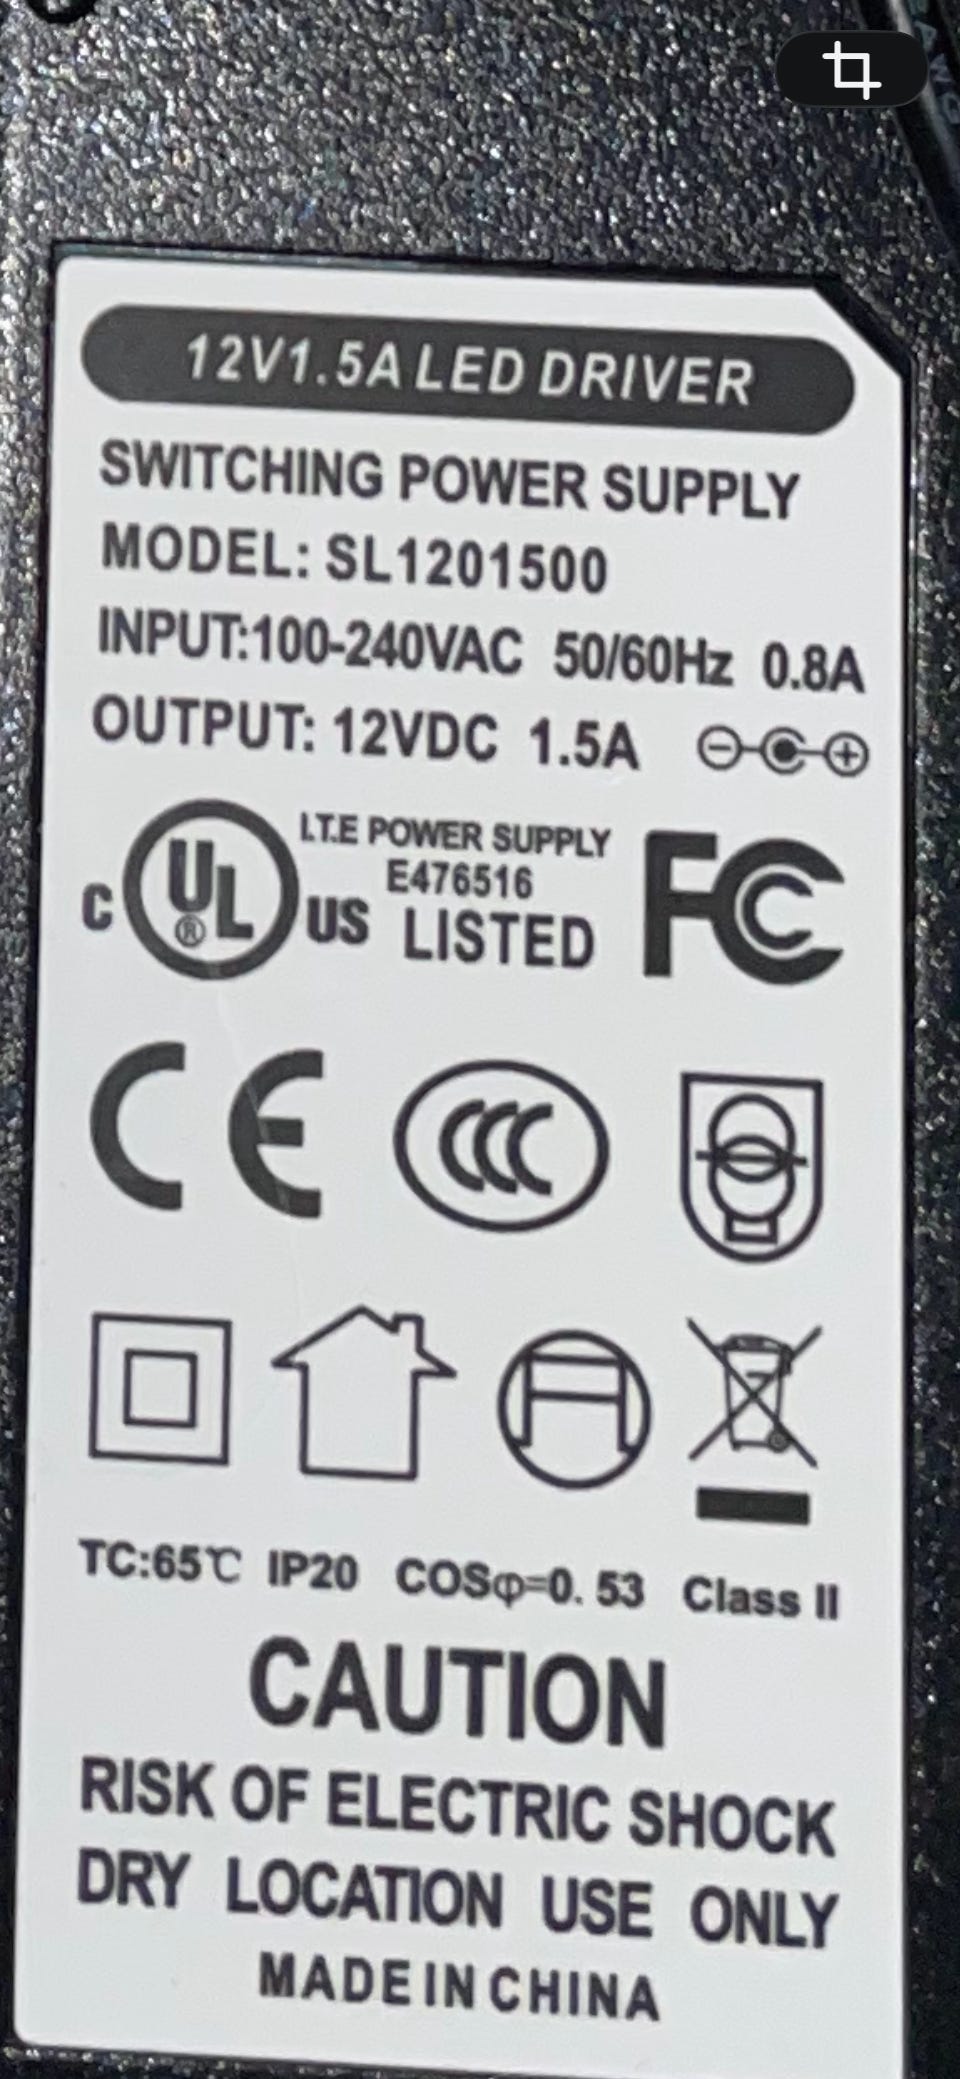 12V1.5A LED DRIVER
SWITCHING POWER SUPPLY
MODEL: SL1201500
INPUT:100-240VAC 50/60Hz 0.8A
OUTPUT: 12VDC 1.5A
I.T.E POWER SUPPLY
E476516
C UL ® US LISTED FC
CE CCC
TC:65℃ IP20 COSφ=0. 53 Class II
CAUTION
RISK OF ELECTRIC SHOCK
DRY LOCATION USE ONLY
MADE IN CHINA